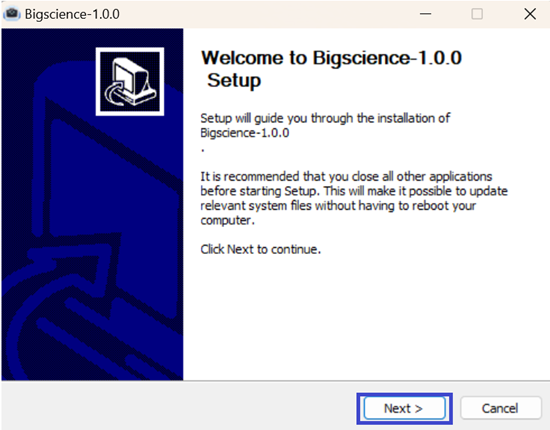 Bigscience-1.0.0
Welcome to Bigscience-1.0.0
Setup
Setup will guide you through the installation of
Bigscience-1.0.0
.
It is recommended that you close all other applications
before starting Setup. This will make it possible to update
relevant system files without having to reboot your
computer.
Click Next to continue.
Next >
Cancel